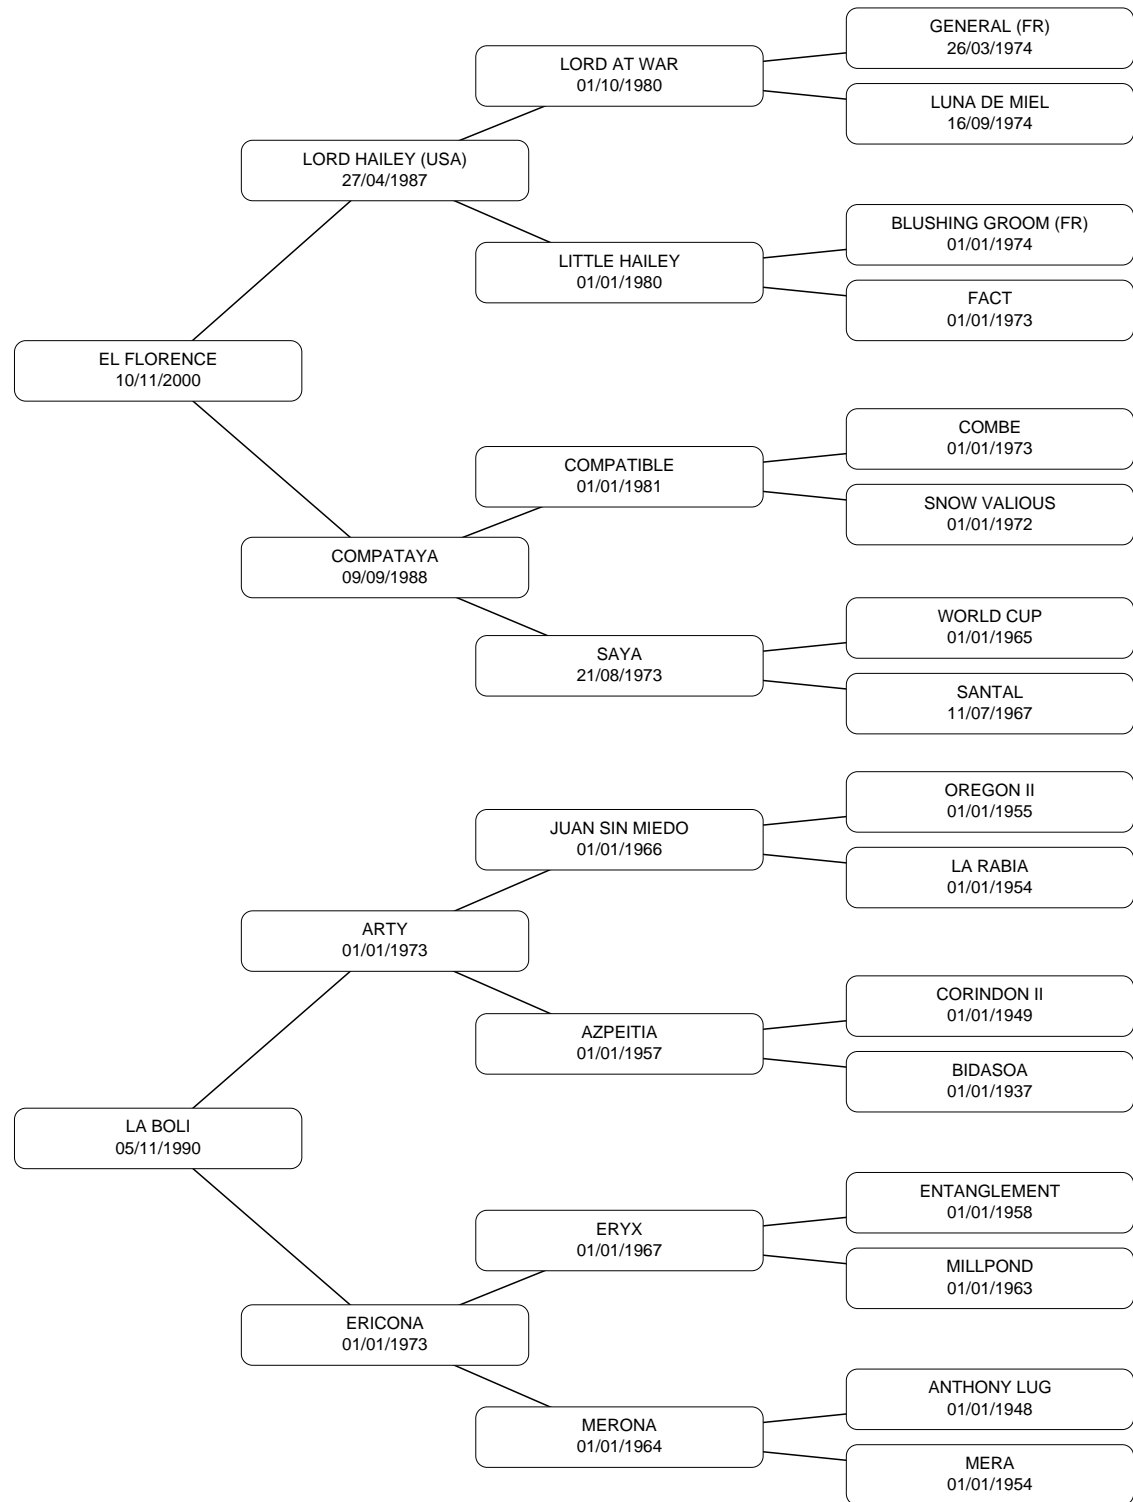 GENERAL (FR)
26/03/1974
LORD AT WAR
01/10/1980
LUNA DE MIEL
16/09/1974
LORD HAILEY (USA)
27/04/1987
BLUSHING GROOM (FR)
01/01/1974
LITTLE HAILEY
01/01/1980
FACT
01/01/1973
EL FLORENCE
10/11/2000
COMBE
01/01/1973
COMPATIBLE
01/01/1981
SNOW VALIOUS
01/01/1972
COMPATAYA
09/09/1988
WORLD CUP
01/01/1965
SAYA
21/08/1973
SANTAL
11/07/1967
OREGON II
01/01/1955
JUAN SIN MIEDO
01/01/1966
LA RABIA
01/01/1954
ARTY
01/01/1973
CORINDON II
01/01/1949
AZPEITIA
01/01/1957
BIDASOA
01/01/1937
LA BOLI
05/11/1990
ENTANGLEMENT
01/01/1958
ERYX
01/01/1967
MILLPOND
01/01/1963
ERICONA
01/01/1973
ANTHONY LUG
01/01/1948
MERONA
01/01/1964
MERA
01/01/1954